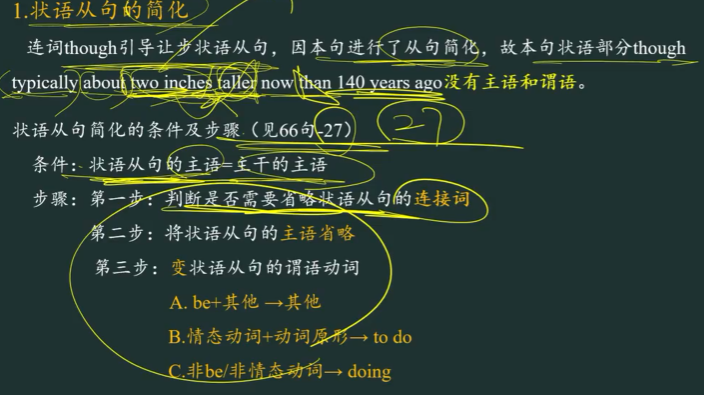 1.状语从句的简化
连词though引导让步状语从句，因本句进行了从句简化，故本句状语部分though
typically about two inches taller now than 140 years ago没有主语和谓语。
状语从句简化的条件及步骤（见66句-27） 27
条件：状语从句的主语=主干的主语
步骤：第一步：判断是否需要省略状语从句的连接词
第二步：将状语从句的主语省略
第三步：变状语从句的谓语动词
A. be+其他 →其他
B.情态动词+动词原形→ to do
C.非be/非情态动词→ doing